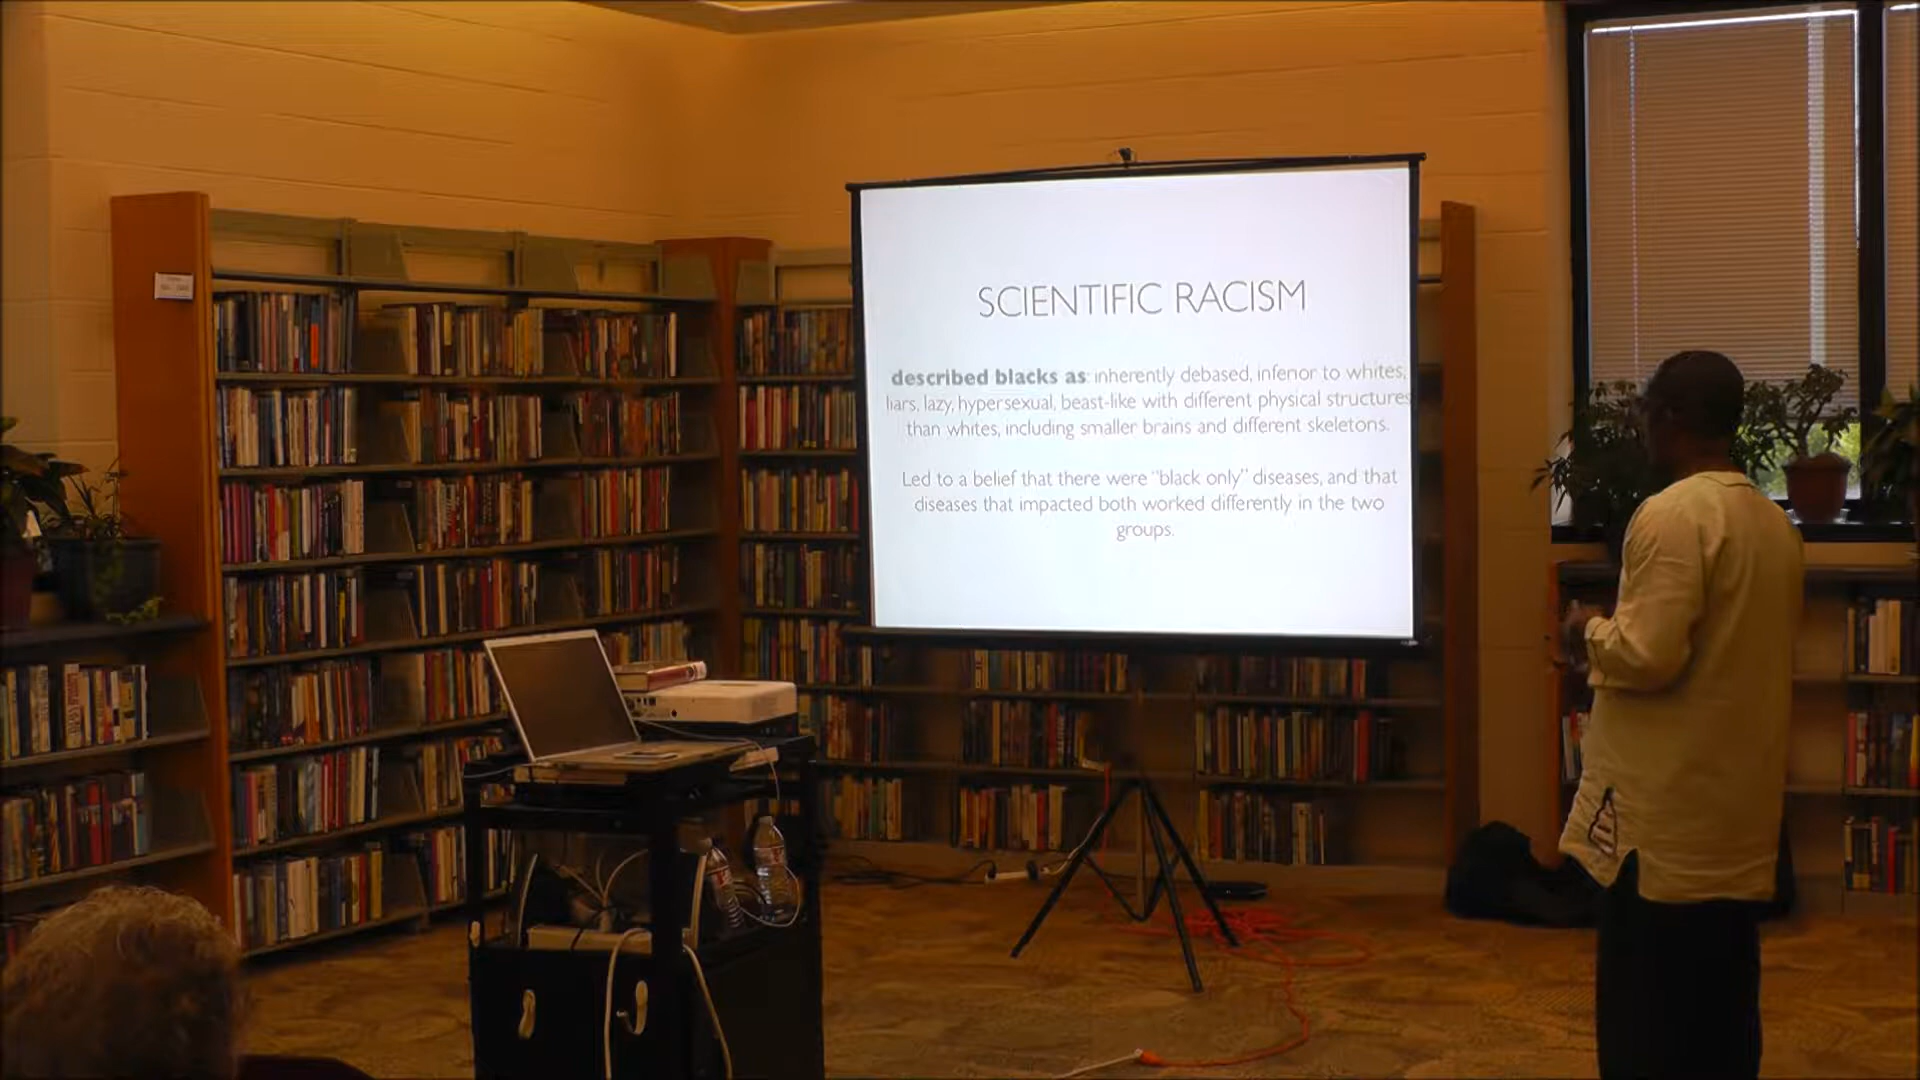 SCIENTIFIC RACISM
described blacks as: inherently debased, inferior to whites,
liars, lazy, hypersexual, beast-like with different physical structures
than whites, including smaller brains and different skeletons.
Led to a belief that there were "black only" diseases, and that
diseases that impacted both worked differently in the two
groups.